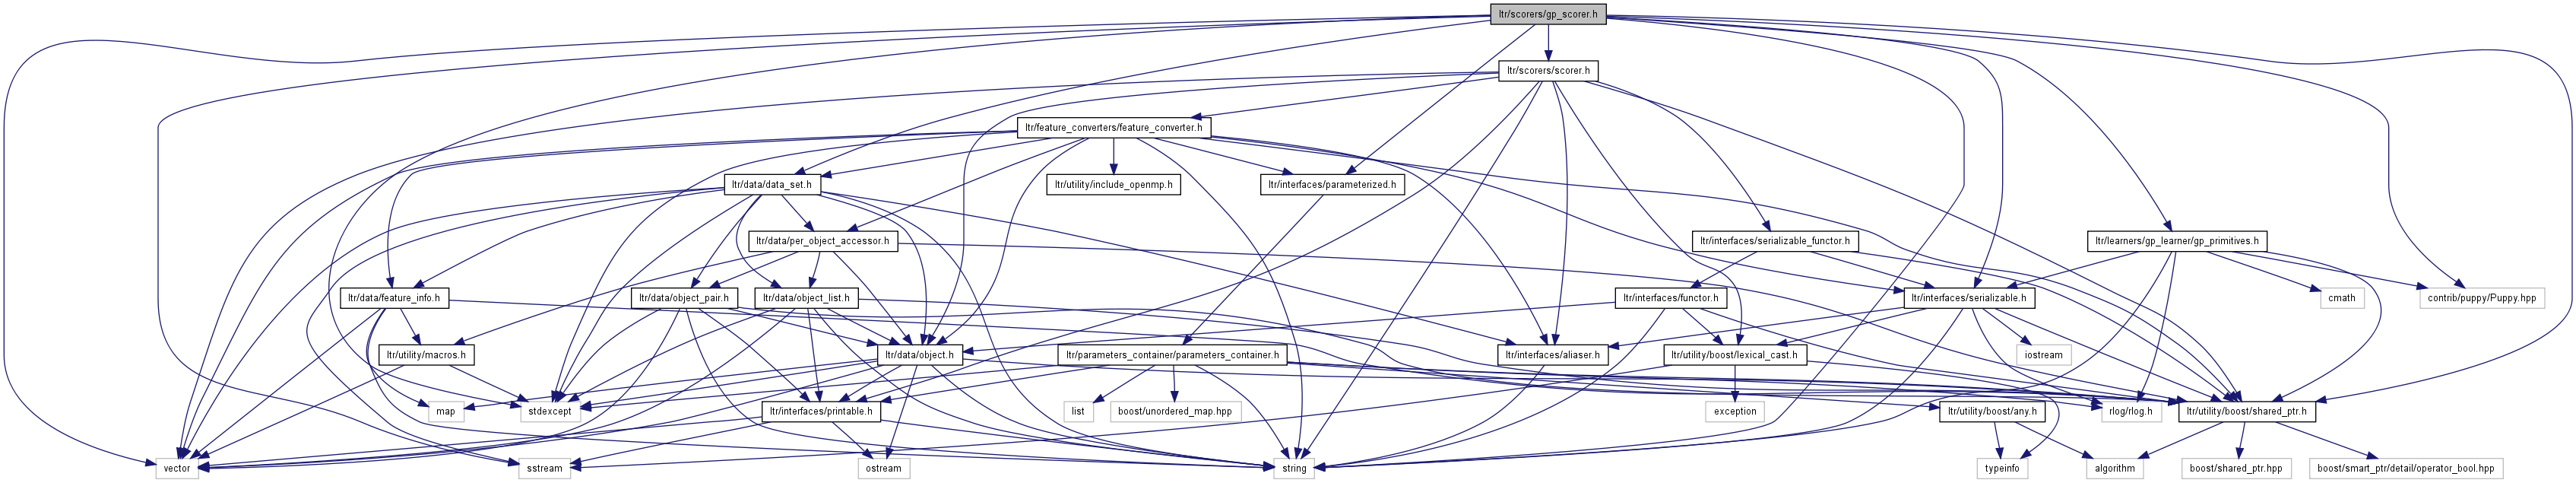 ltr/scorers/gp_scorer.h
ltr/scorers/scorer.h
ltr/feature_converters/feature_converter.h
ltr/data/data_set.h
ltr/utility/include_openmp.h
ltr/interfaces/parameterized.h
ltr/data/per_object_accessor.h
ltr/interfaces/serializable_functor.h
ltr/learners/gp_learner/gp_primitives.h
ltr/data/feature_info.h
ltr/data/object_pair.h
ltr/data/object_list.h
ltr/interfaces/functor.h
ltr/interfaces/serializable.h
cmath
contrib/puppy/Puppy.hpp
ltr/utility/macros.h
ltr/data/object.h
ltr/parameters_container/parameters_container.h
ltr/interfaces/aliaser.h
ltr/utility/boost/lexical_cast.h
iostream
map
stdexcept
ltr/interfaces/printable.h
list
boost/unordered_map.hpp
exception
ltr/utility/boost/any.h
rlog/rlog.h
ltr/utility/boost/shared_ptr.h
vector
sstream
ostream
string
typeinfo
algorithm
boost/shared_ptr.hpp
boost/smart_ptr/detail/operator_bool.hpp